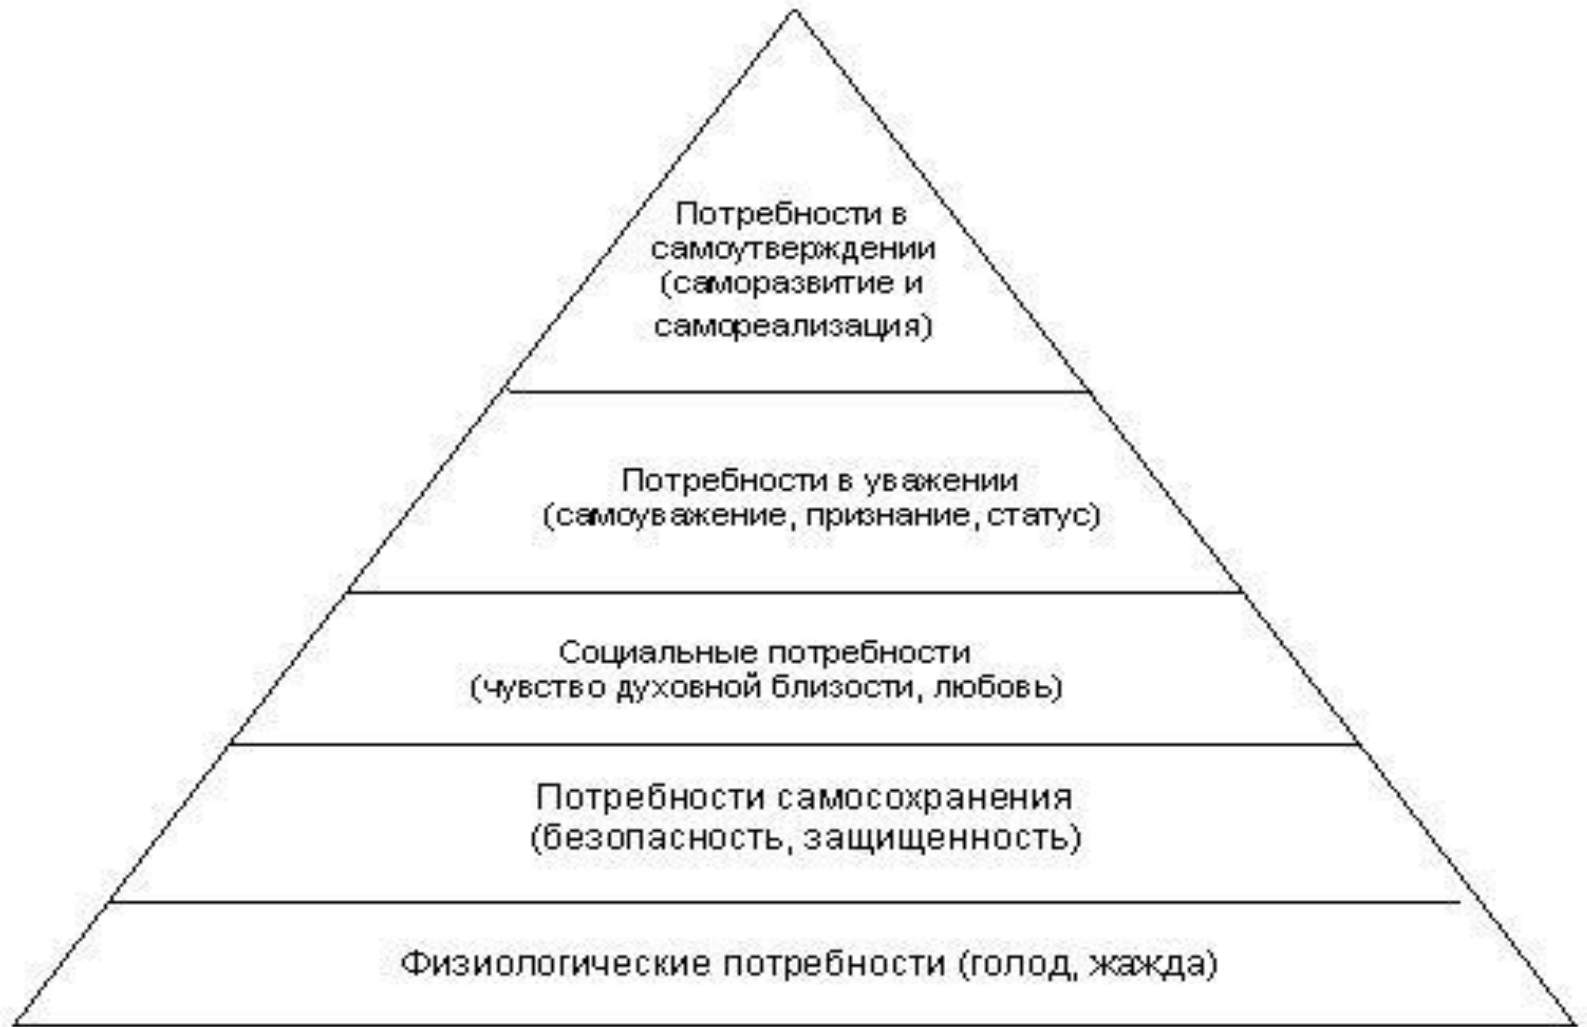 Потребности в
самоутверждении
(саморазвитие и
самореализация)
Потребности в уважении
(самоуважение, признание, статус)
Социальные потребности
(чувство духовной близости, любовь)
Потребности самосохранения
(безопасность, защищенность)
Физиологические потребности (голод, жажда)